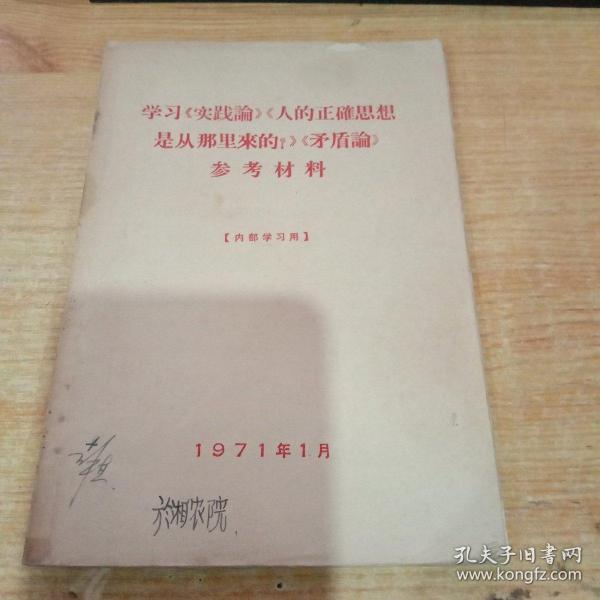 学习《实践論》《人的正確思想
是从那里來的?》《矛盾論》
参考材料
【内部学习用】
1971年1月
於湘农院
孔夫子旧书网
www.kongfz.com